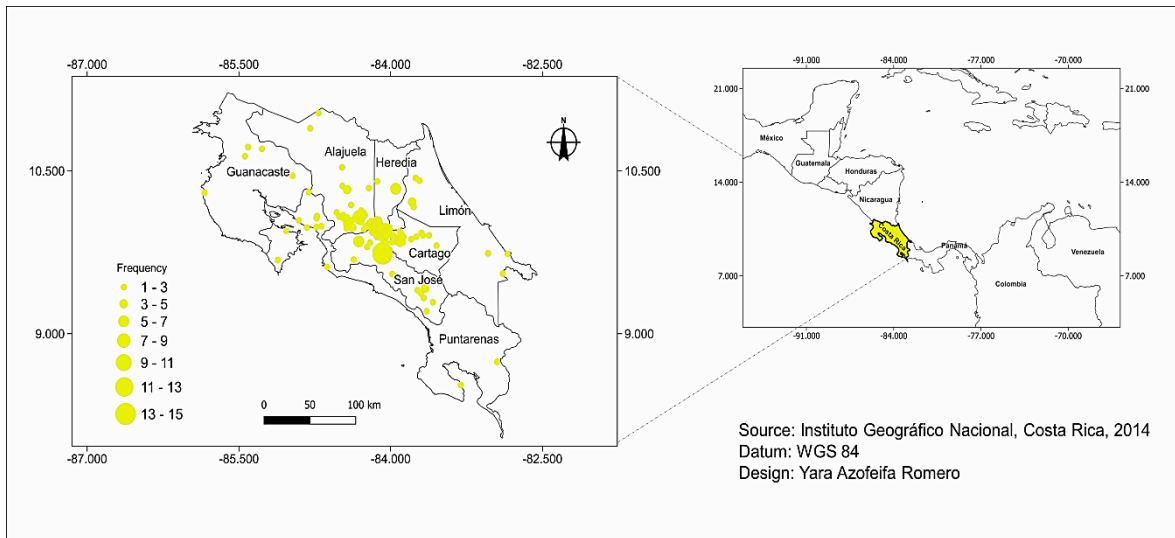 -87.000 -85.500 -84.000 -82.500
-91.000 -84.000 -77.000 -70.000
N
21.000 21.000
México
10.500 10.500
Alajuela
Heredia
Guanacaste
Guatemala
Honduras
14.000 14.000
Nicaragua
Limón
Costa Rica
Panamá
Venezuela
Cartago
Frequency
San José
1 - 3
3 - 5
5 - 7
7 - 9
9 - 11
11 - 13
13 - 15
7.000 7.000
Colombia
9.000 9.000
Puntarenas
0 50 100 km
-91.000 -84.000 -77.000 -70.000
-87.000 -85.500 -84.000 -82.500
Source: Instituto Geográfico Nacional, Costa Rica, 2014
Datum: WGS 84
Design: Yara Azofeifa Romero